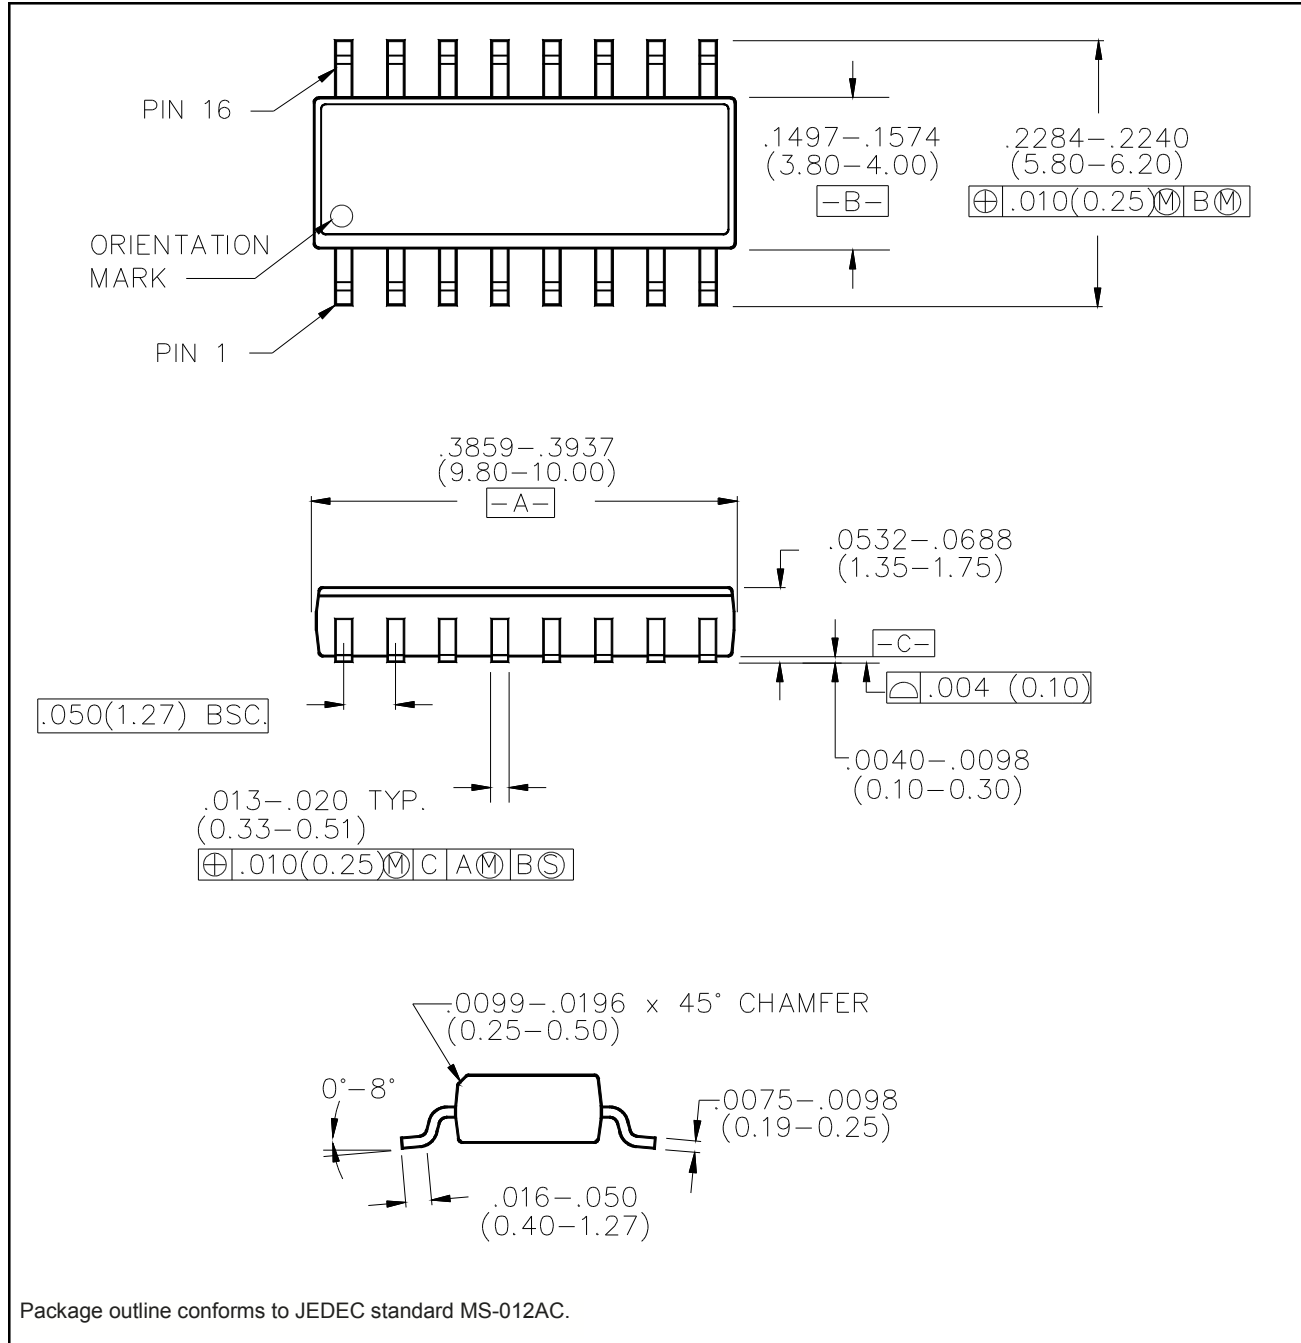 PIN 16
.1497-.1574
(3.80-4.00)
-B-
.2284-.2240
(5.80-6.20)
⌖ .010(0.25)Ⓜ BⓂ
ORIENTATION
MARK
PIN 1
.3859-.3937
(9.80-10.00)
-A-
.0532-.0688
(1.35-1.75)
-C-
⌓ .004 (0.10)
.050(1.27) BSC.
.0040-.0098
(0.10-0.30)
.013-.020 TYP.
(0.33-0.51)
⌖ .010(0.25)Ⓜ C AⓂ BⓈ
.0099-.0196 x 45° CHAMFER
(0.25-0.50)
0°-8°
.0075-.0098
(0.19-0.25)
.016-.050
(0.40-1.27)
Package outline conforms to JEDEC standard MS-012AC.